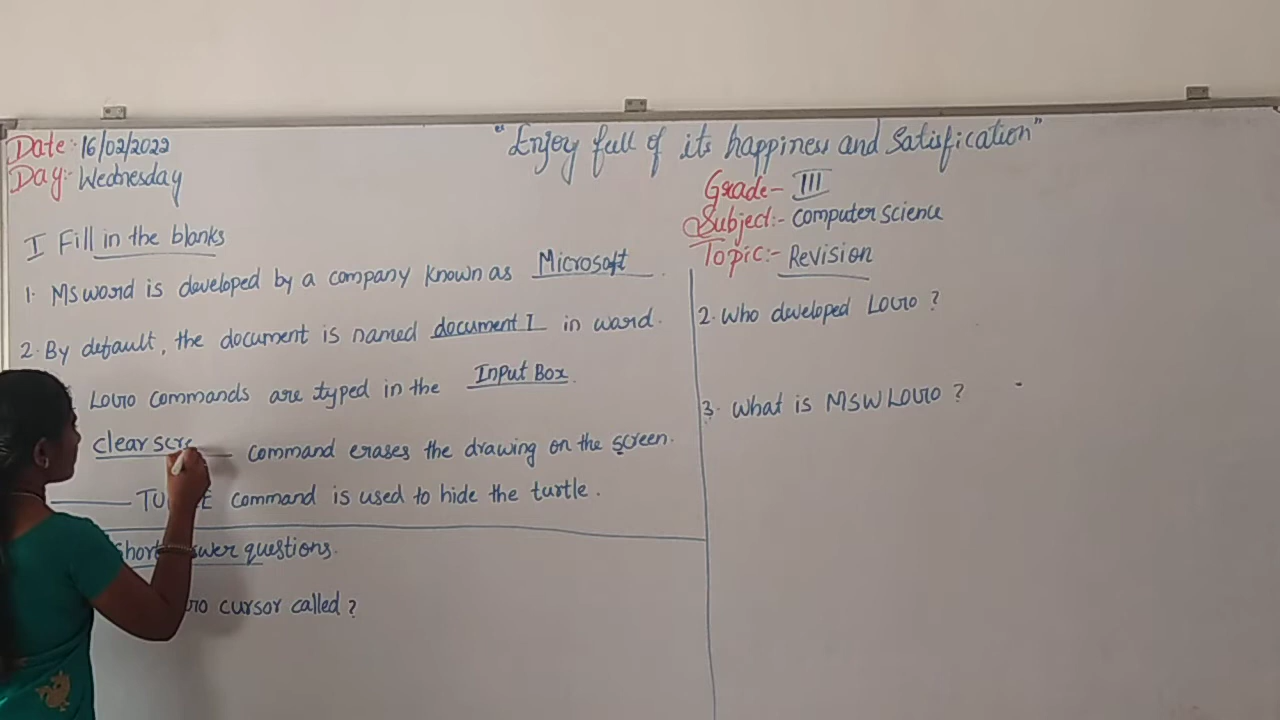 Date:- 16/02/2022
Day:- Wednesday
"Enjoy full of its happiness and Satisfication"
Grade- III
Subject:- Computer science
Topic:- Revision
I Fill in the blanks
1. MS word is developed by a company known as Microsoft.
2. By default, the document is named document 1 in word.
LOGO commands are typed in the Input Box.
clear scre command erases the drawing on the screen.
command is used to hide the turtle.
short questions.
cursor called?
2. Who developed LOGO?
3. What is MSW LOGO?